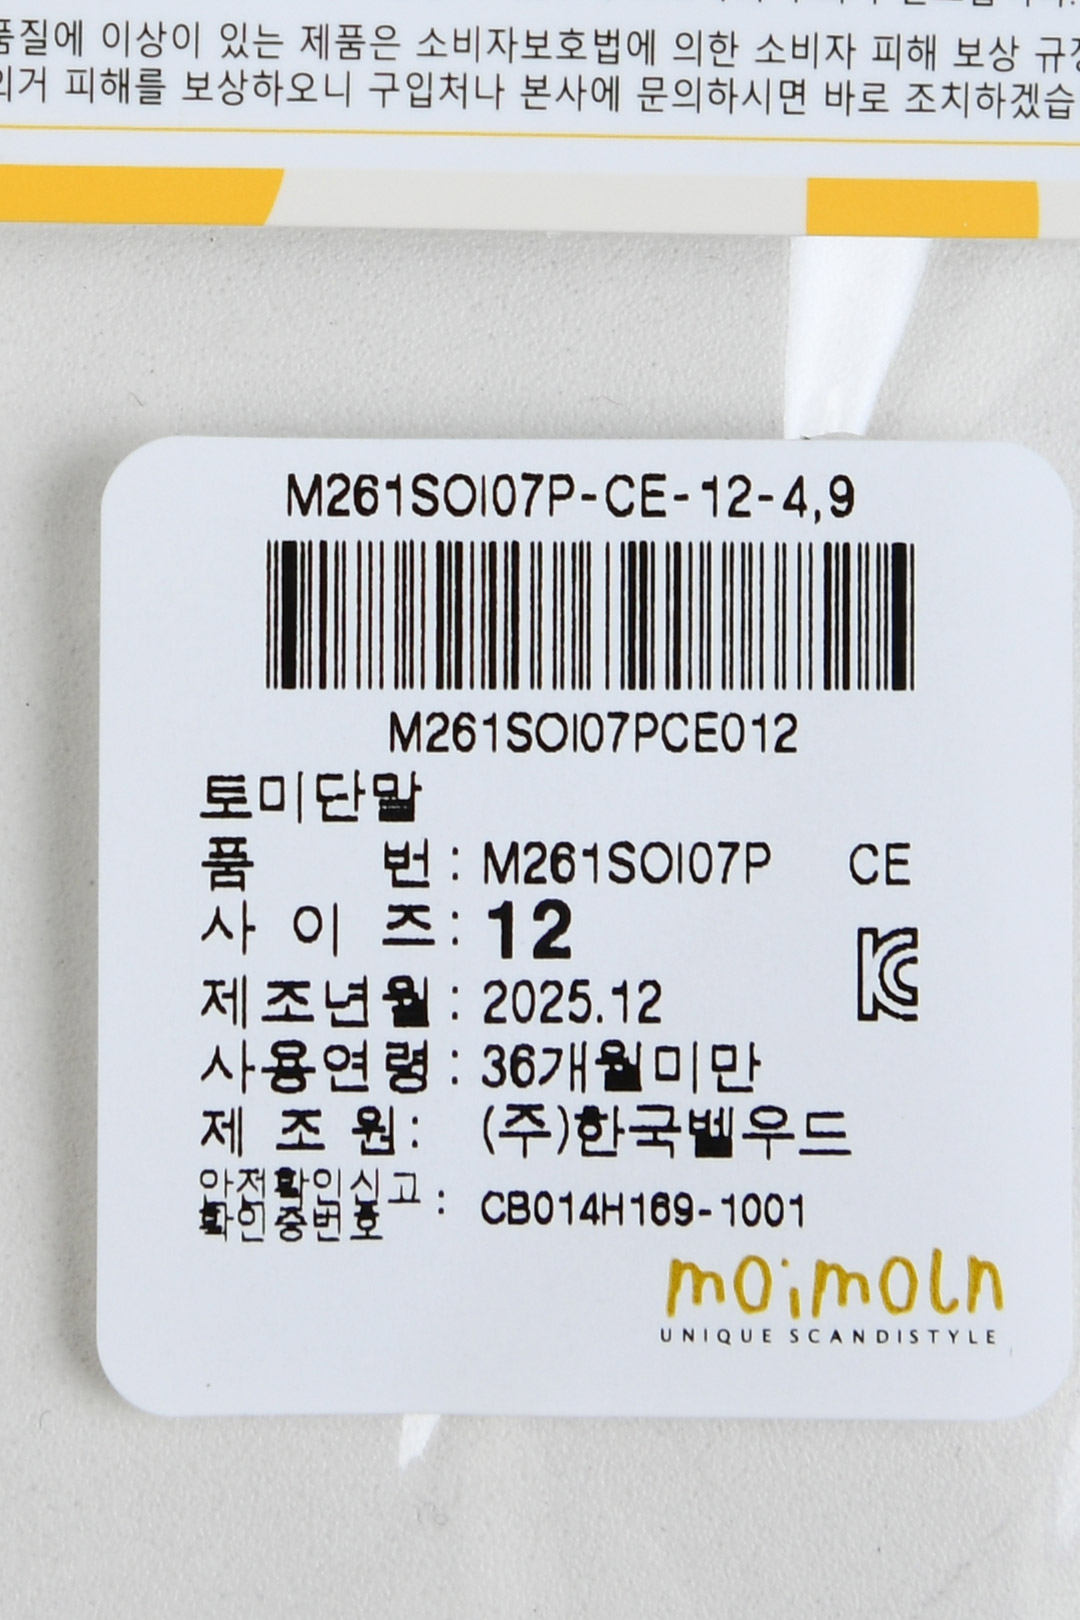 품질에 이상이 있는 제품은 소비자보호법에 의한 소비자 피해 보상
의거 피해를 보상하오니 구입처나 본사에 문의하시면 바로 조치하겠습
M261SOI07P-CE-12-4,9
M261SOI07PCE012
토미단말
품 번 : M261SOI07P CE
사 이 즈 : 12
제조년월 : 2025.12
사용연령 : 36개월미만
제 조 원 : (주)한국벨우드
안전확인신고
확인증번호 : CB014H169-1001
moimoln
UNIQUE SCANDISTYLE